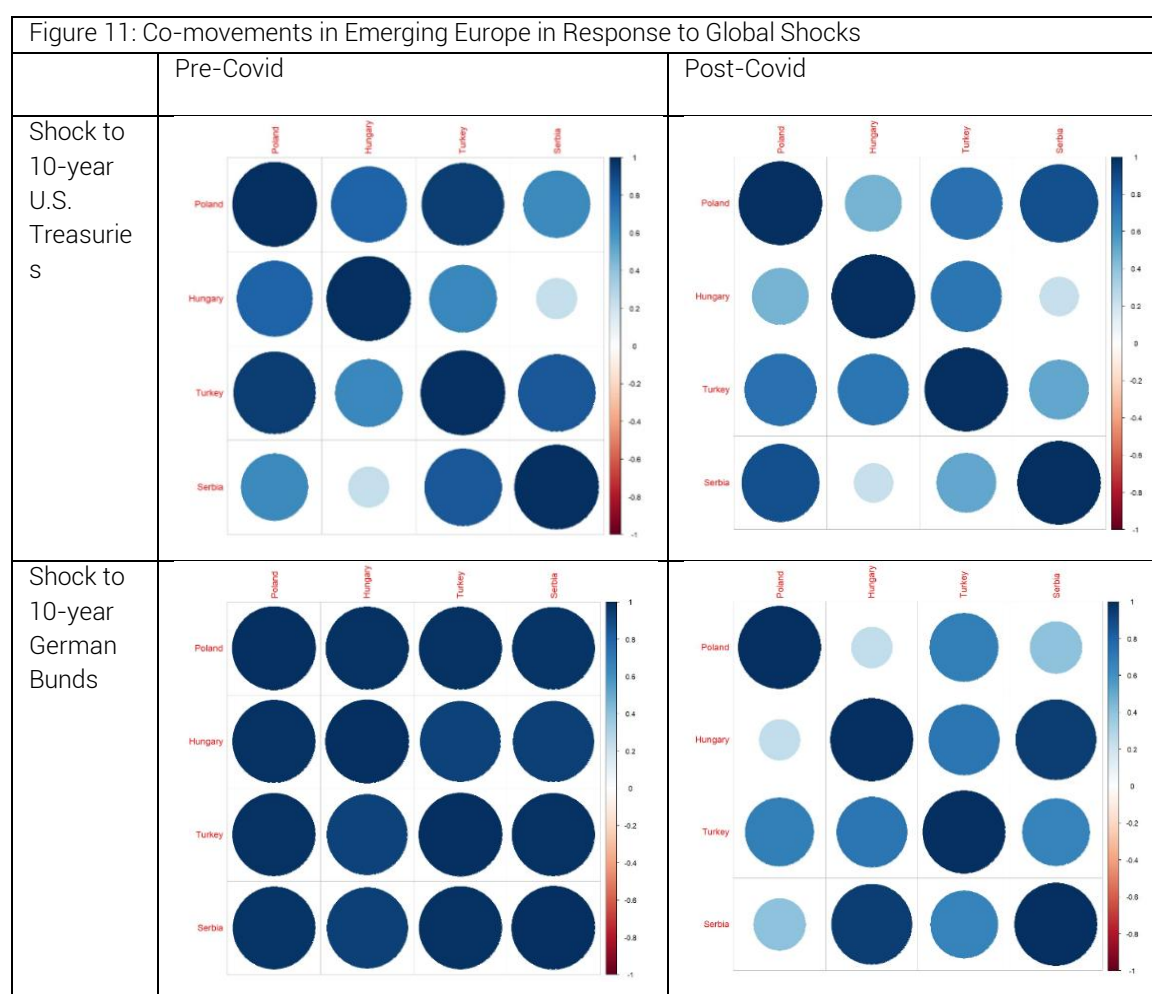 Figure 11: Co-movements in Emerging Europe in Response to Global Shocks
Pre-Covid
Post-Covid
Shock to
10-year
U.S.
Treasurie
s
Poland
Hungary
Turkey
Serbia
Poland
Hungary
Turkey
Serbia
1
0.8
0.6
0.4
0.2
0
-0.2
-0.4
-0.6
-0.8
-1
Poland
Hungary
Turkey
Serbia
Poland
Hungary
Turkey
Serbia
1
0.8
0.6
0.4
0.2
0
-0.2
-0.4
-0.6
-0.8
-1
Shock to
10-year
German
Bunds
Poland
Hungary
Turkey
Serbia
Poland
Hungary
Turkey
Serbia
1
0.8
0.6
0.4
0.2
0
-0.2
-0.4
-0.6
-0.8
-1
Poland
Hungary
Turkey
Serbia
Poland
Hungary
Turkey
Serbia
1
0.8
0.6
0.4
0.2
0
-0.2
-0.4
-0.6
-0.8
-1